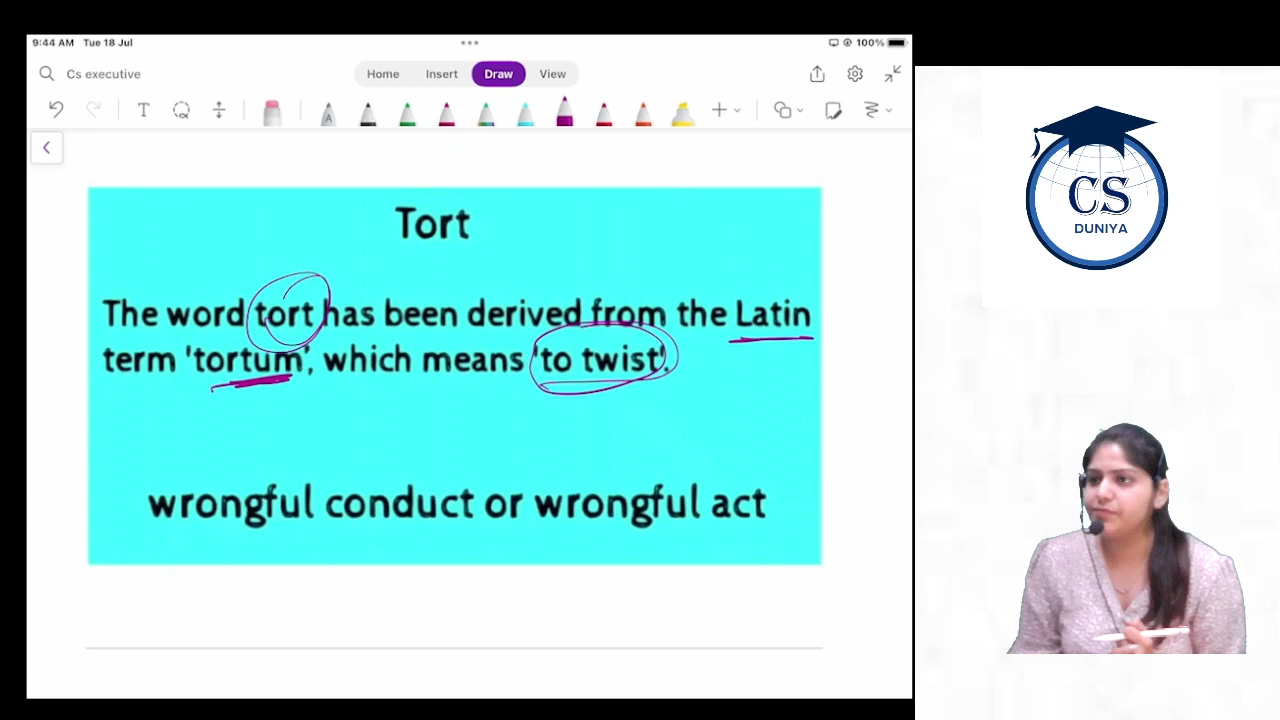 9:44 AM Tue 18 Jul
100%
Cs executive
Home Insert Draw View
T
A
Tort
The word tort has been derived from the Latin
term 'tortum', which means 'to twist'.
wrongful conduct or wrongful act
CS
DUNIYA